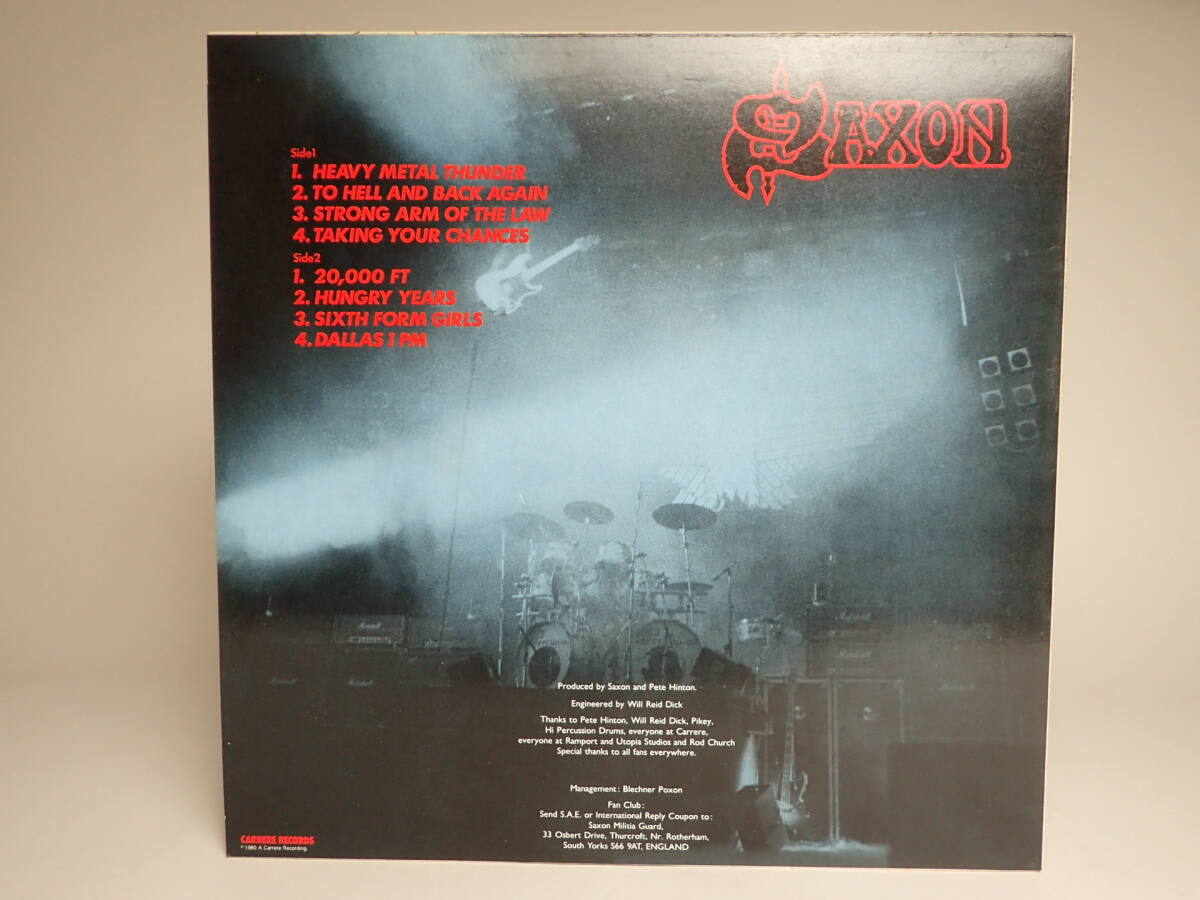 SAXON
Side1
1. HEAVY METAL THUNDER
2. TO HELL AND BACK AGAIN
3. STRONG ARM OF THE LAW
4. TAKING YOUR CHANCES
Side2
1. 20,000 FT
2. HUNGRY YEARS
3. SIXTH FORM GIRLS
4. DALLAS 1 PM
Marshall
Marshall
Marshall
Produced by Saxon and Pete Hinton.
Engineered by Will Reid Dick
Thanks to Pete Hinton, Will Reid Dick, Pikey,
Hi Percussion Drums, everyone at Carrere,
everyone at Ramport and Utopia Studios and Rod Church
Special thanks to all fans everywhere.
Management: Blechner Poxon
Fan Club:
Send S.A.E. or International Reply Coupon to:
Saxon Militia Guard,
33 Osbert Drive, Thurcroft, Nr. Rotherham,
South Yorks S66 9AT, ENGLAND
CARRERE RECORDS
℗ 1980 A Carrere Recording.